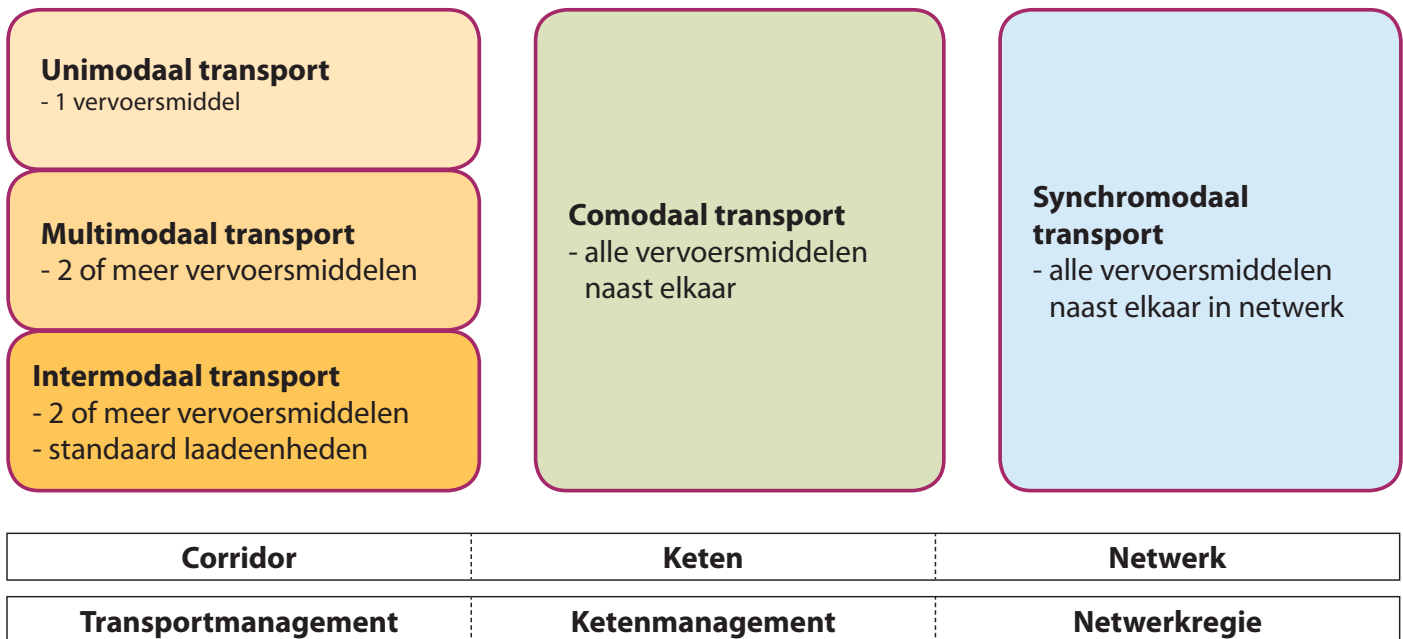 Unimodaal transport
- 1 vervoersmiddel
Multimodaal transport
- 2 of meer vervoersmiddelen
Intermodaal transport
- 2 of meer vervoersmiddelen
- standaard laadeenheden
Comodaal transport
- alle vervoersmiddelen
naast elkaar
Synchromodaal
transport
- alle vervoersmiddelen
naast elkaar in netwerk
Corridor Keten Netwerk
Transportmanagement Ketenmanagement Netwerkregie